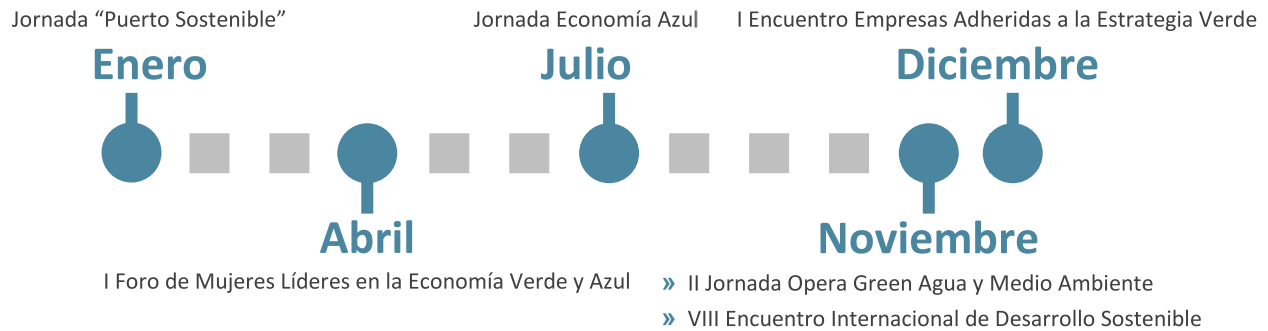 Jornada “Puerto Sostenible”
Enero
Jornada Economía Azul
Julio
I Encuentro Empresas Adheridas a la Estrategia Verde
Diciembre
Abril
I Foro de Mujeres Líderes en la Economía Verde y Azul
Noviembre
» II Jornada Opera Green Agua y Medio Ambiente
» VIII Encuentro Internacional de Desarrollo Sostenible